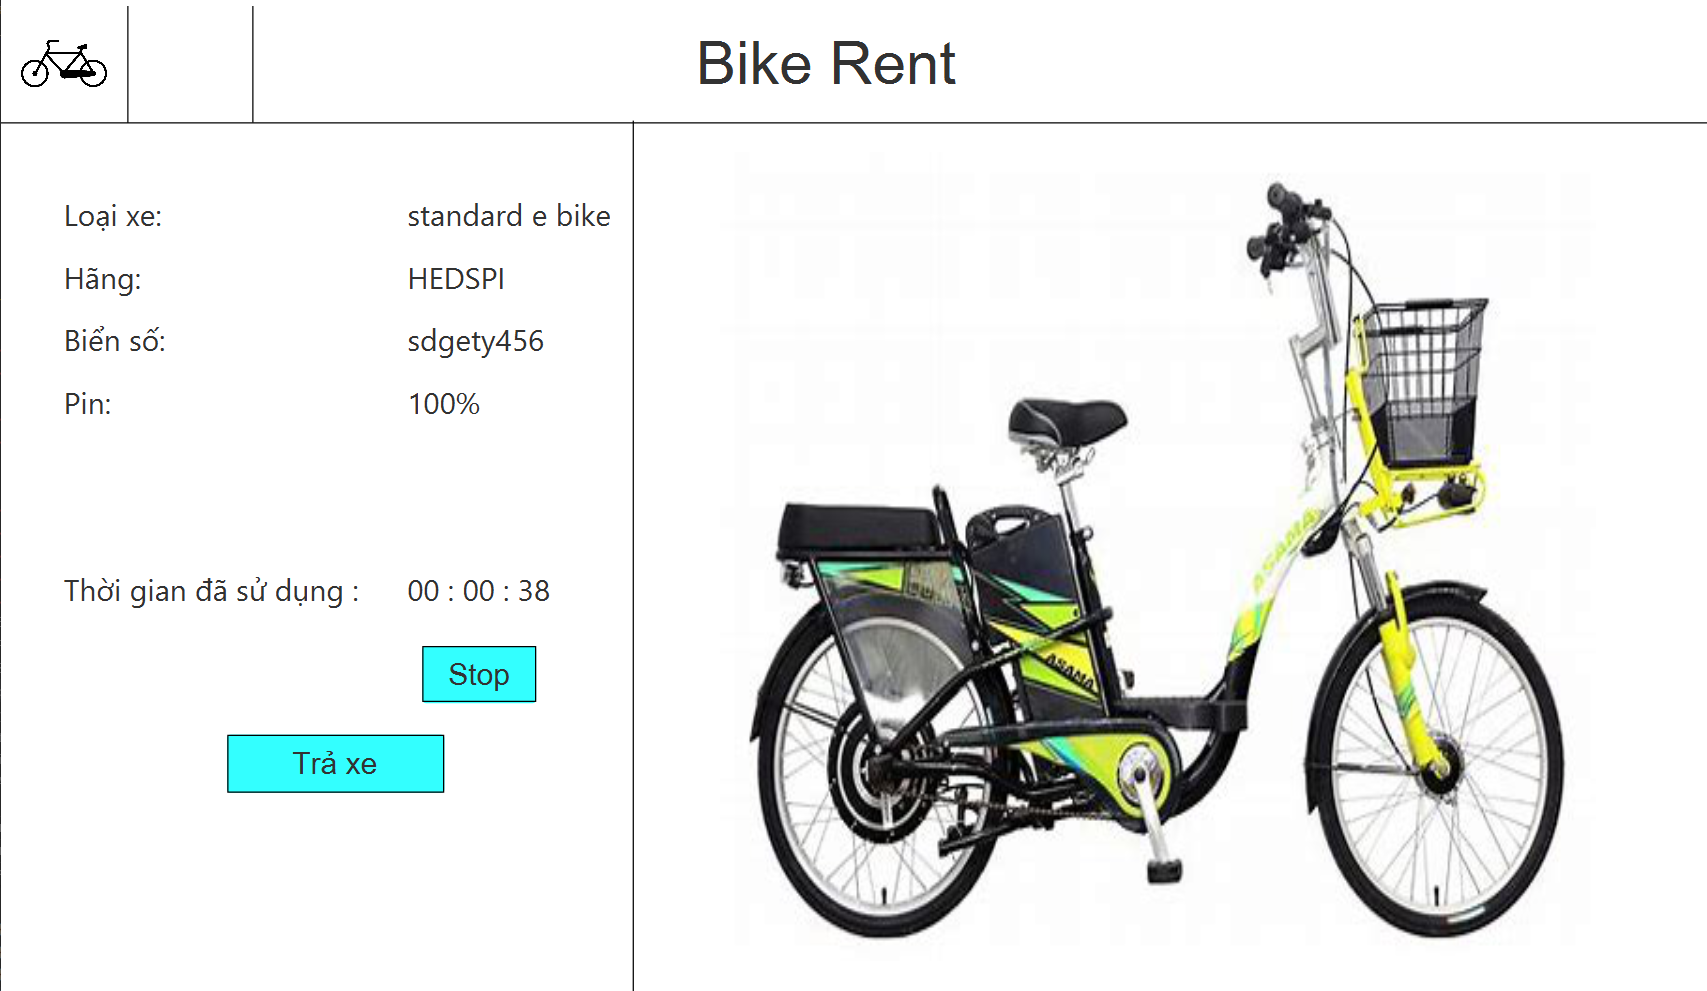 Bike Rent
Loại xe: standard e bike
Hãng: HEDSPI
Biển số: sdgety456
Pin: 100%
Thời gian đã sử dụng : 00 : 00 : 38
Stop
Trả xe
ASAMA
ASAMA